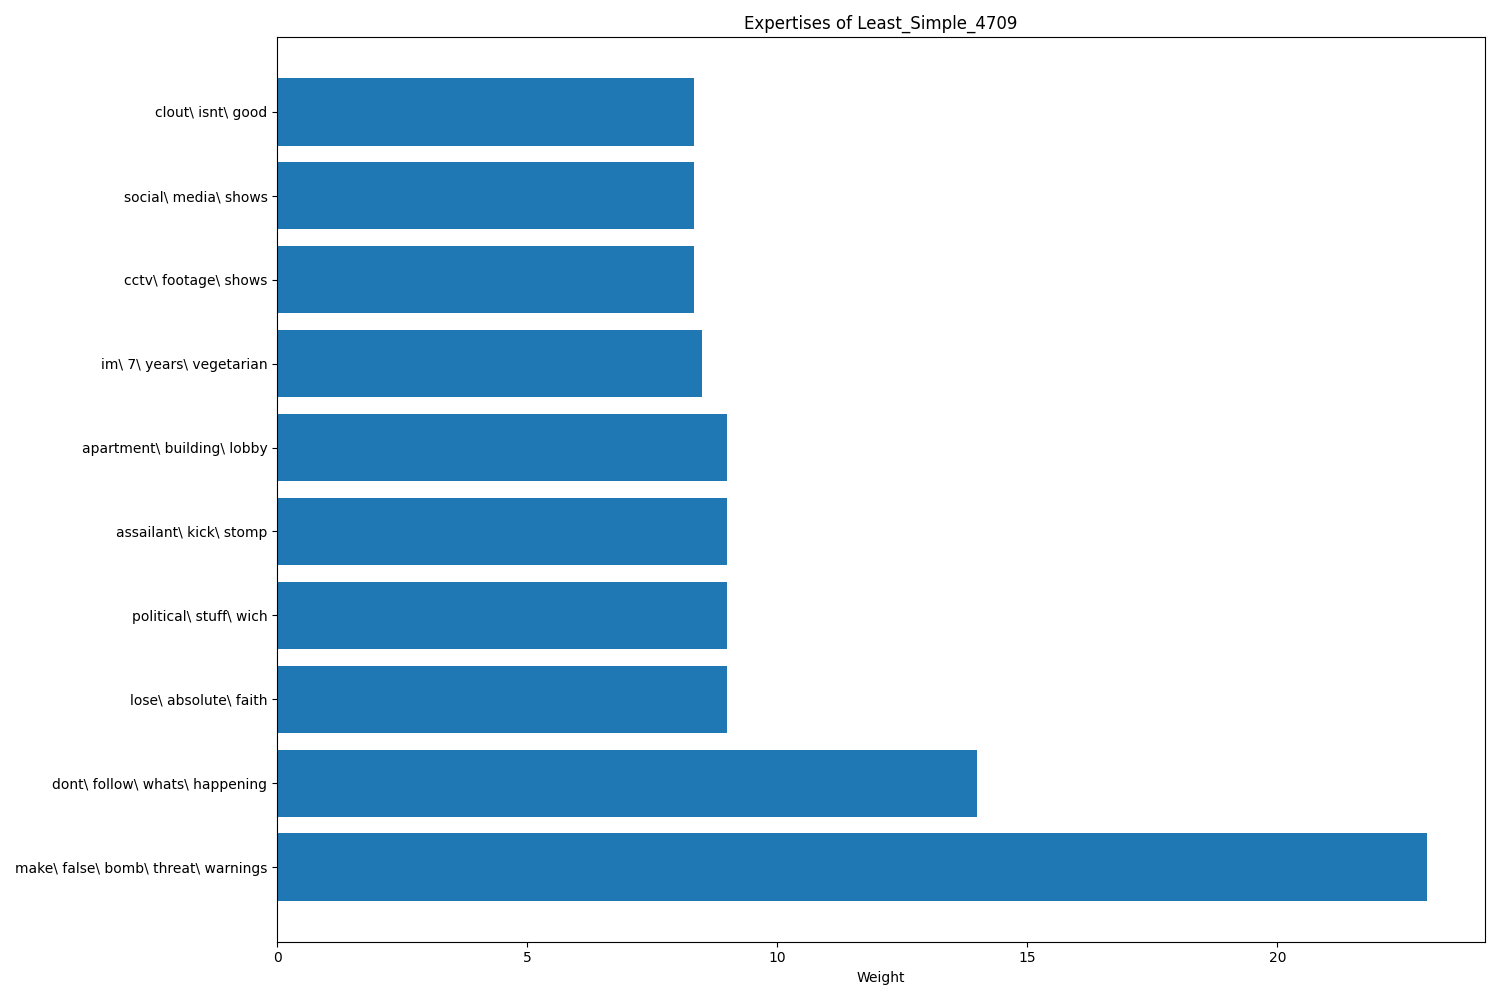 Expertises of Least_Simple_4709
clout\ isnt\ good
social\ media\ shows
cctv\ footage\ shows
im\ 7\ years\ vegetarian
apartment\ building\ lobby
assailant\ kick\ stomp
political\ stuff\ wich
lose\ absolute\ faith
dont\ follow\ whats\ happening
make\ false\ bomb\ threat\ warnings
0 5 10 15 20
Weight